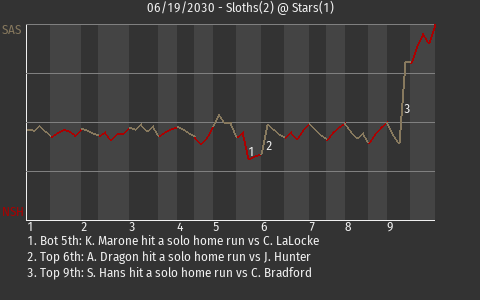 06/19/2030 - Sloths(2) @ Stars(1)
SAS
3
1
2
1 2 3 4 5 6 7 8 9
1. Bot 5th: K. Marone hit a solo home run vs C. LaLocke
2. Top 6th: A. Dragon hit a solo home run vs J. Hunter
3. Top 9th: S. Hans hit a solo home run vs C. Bradford